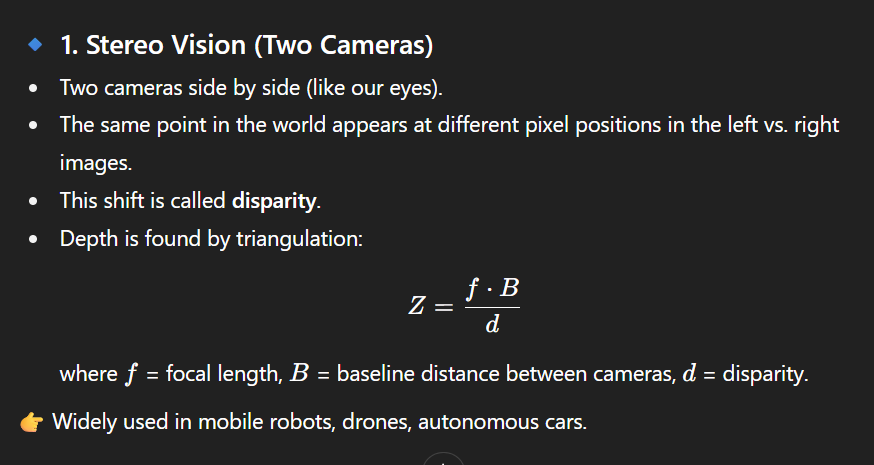 🔹 1. Stereo Vision (Two Cameras)
• Two cameras side by side (like our eyes).
• The same point in the world appears at different pixel positions in the left vs. right
images.
• This shift is called disparity.
• Depth is found by triangulation:
Z = f · B / d
where f = focal length, B = baseline distance between cameras, d = disparity.
👉 Widely used in mobile robots, drones, autonomous cars.